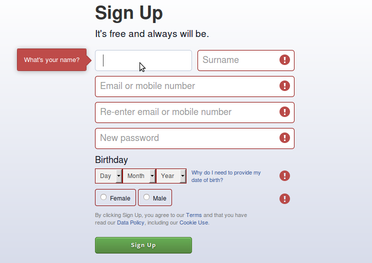 Sign Up
It's free and always will be.
What's your name?
Surname
Email or mobile number
Re-enter email or mobile number
New password
Birthday
Day Month Year Why do I need to provide my
date of birth?
Female Male
By clicking Sign Up, you agree to our Terms and that you have
read our Data Policy, including our Cookie Use.
Sign Up